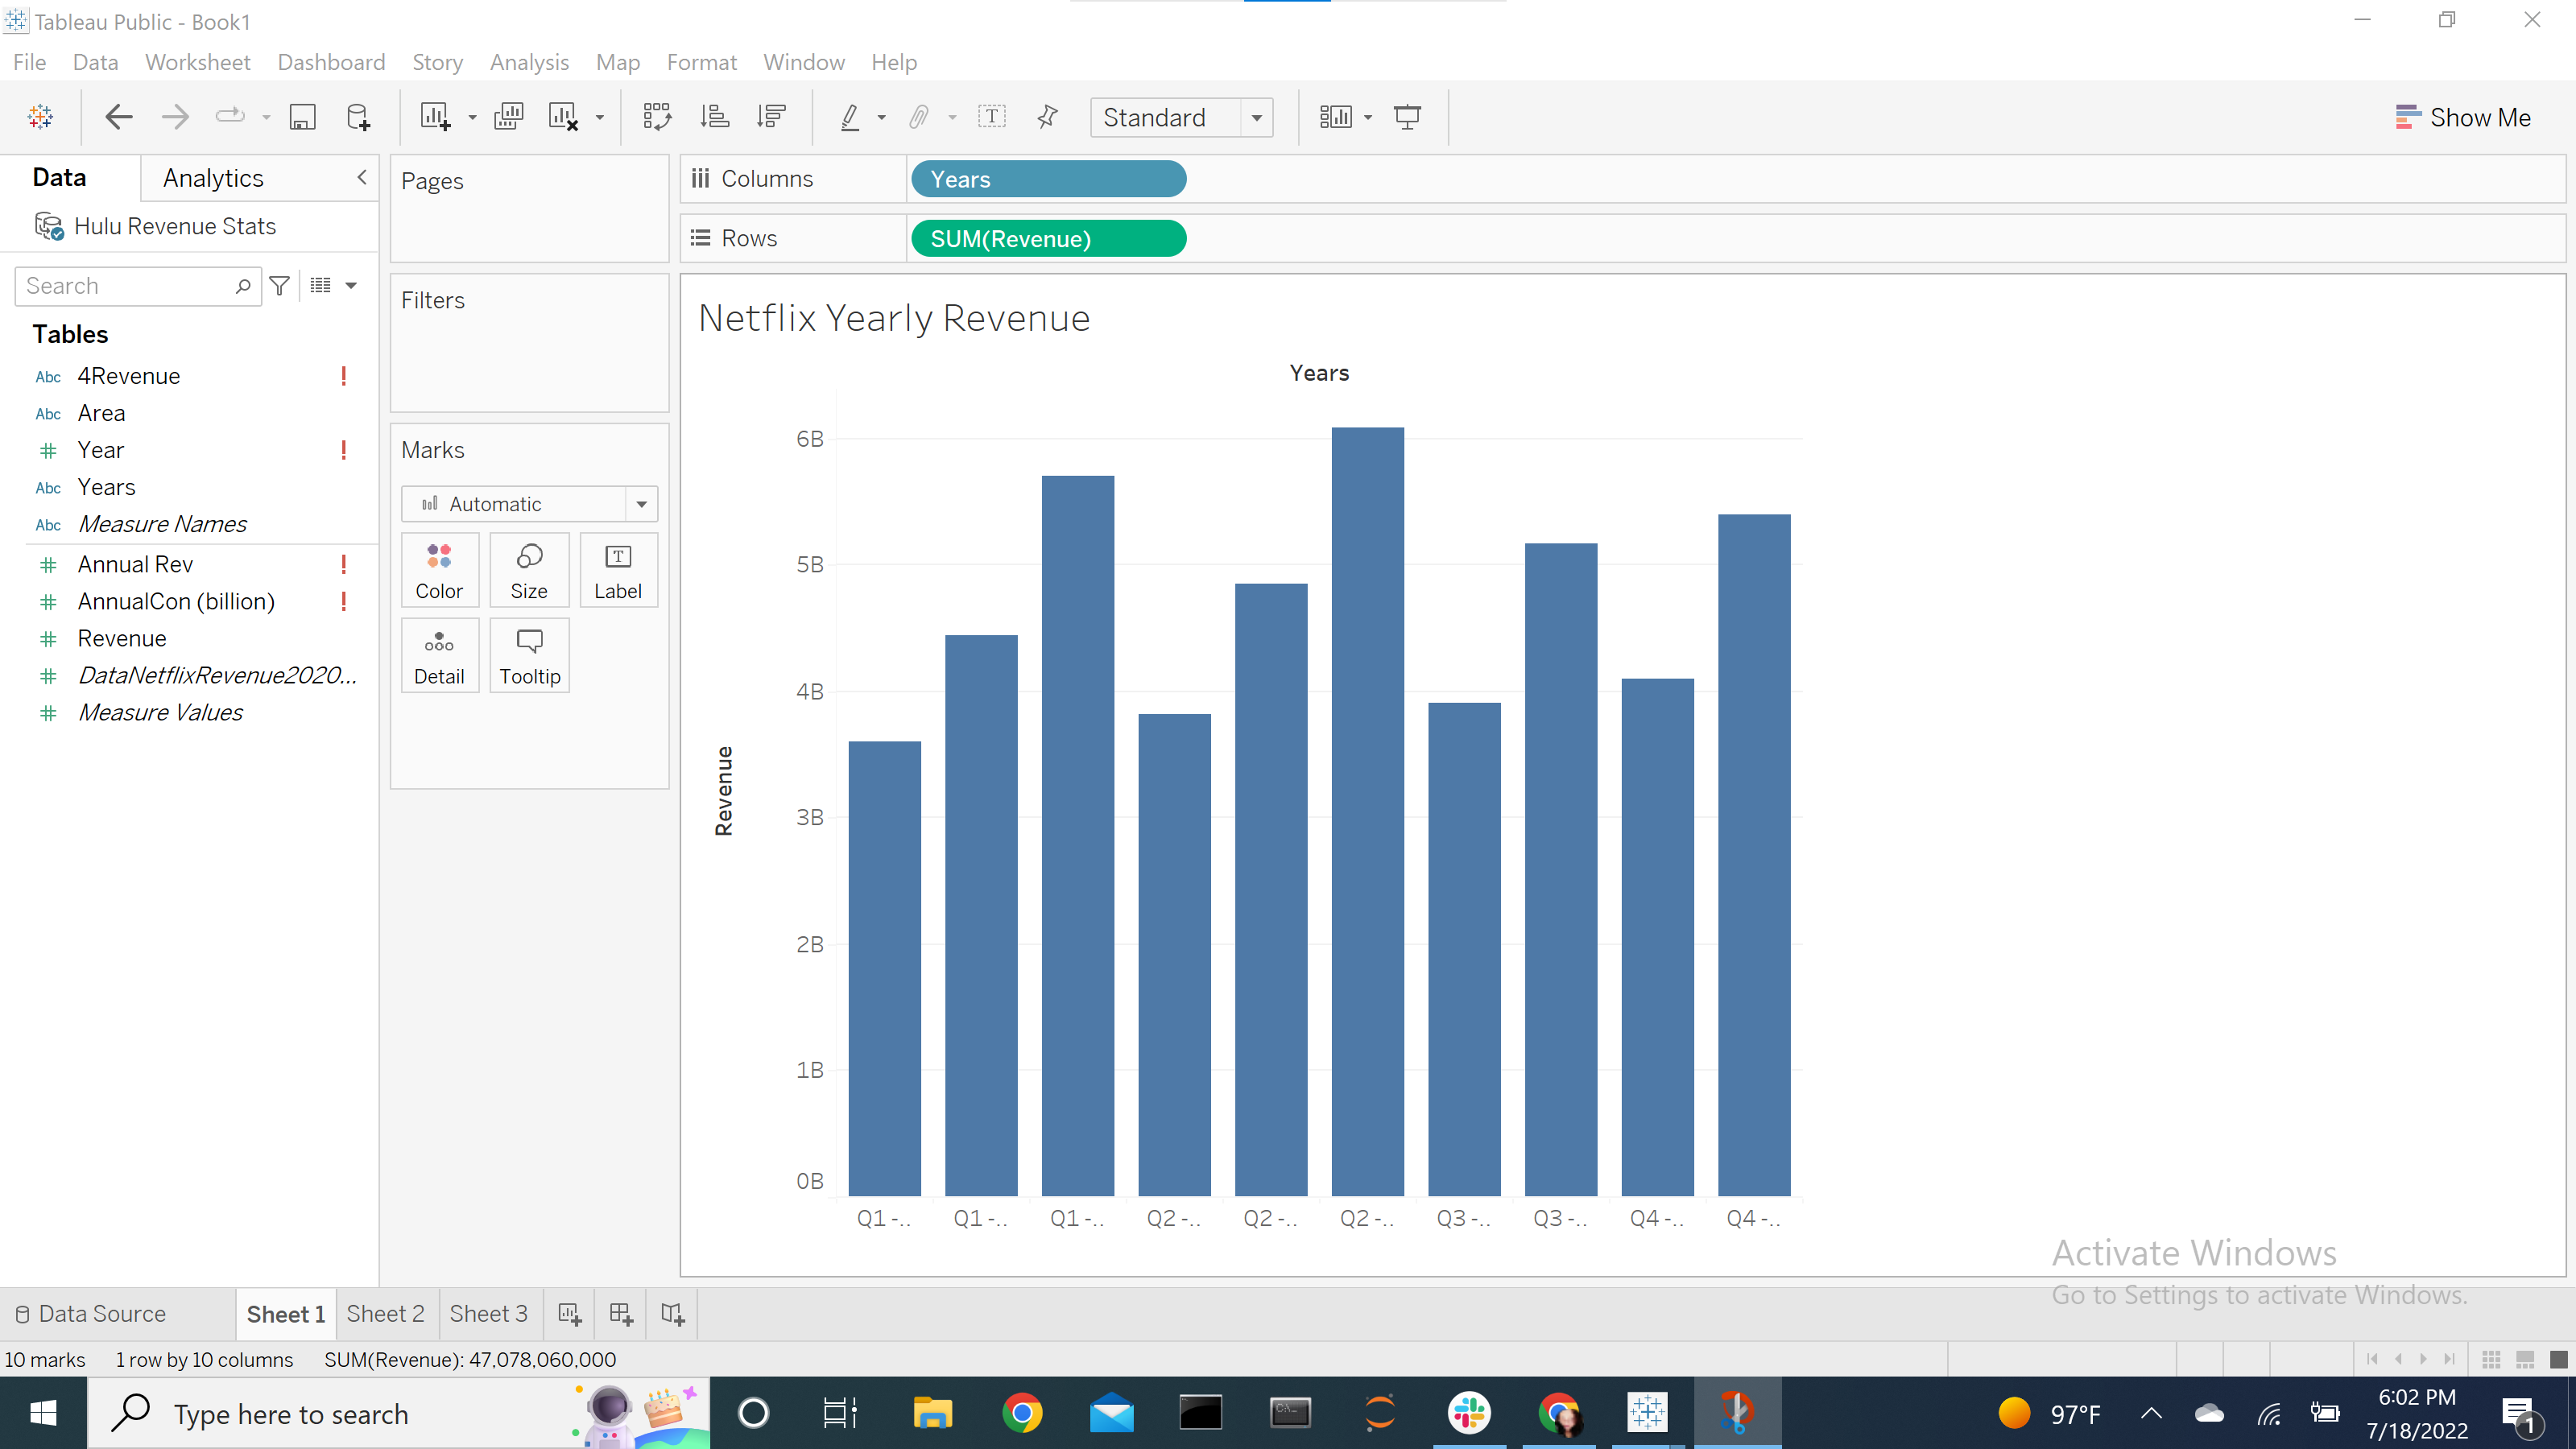 Tableau Public - Book1
File Data Worksheet Dashboard Story Analysis Map Format Window Help
Standard
Show Me
Data Analytics
Hulu Revenue Stats
Search
Tables
Abc 4Revenue !
Abc Area
# Year !
Abc Years
Abc Measure Names
# Annual Rev !
# AnnualCon (billion) !
# Revenue
# DataNetflixRevenue2020...
# Measure Values
Pages
Filters
Marks
Automatic
Color Size Label
Detail Tooltip
Columns Years
Rows SUM(Revenue)
Netflix Yearly Revenue
Years
6B
5B
4B
3B
2B
1B
0B
Revenue
Q1 -.. Q1 -.. Q1 -.. Q2 -.. Q2 -.. Q2 -.. Q3 -.. Q3 -.. Q4 -.. Q4 -..
Activate Windows
Go to Settings to activate Windows.
Data Source Sheet 1 Sheet 2 Sheet 3
10 marks 1 row by 10 columns SUM(Revenue): 47,078,060,000
Type here to search
97°F
6:02 PM
7/18/2022
1